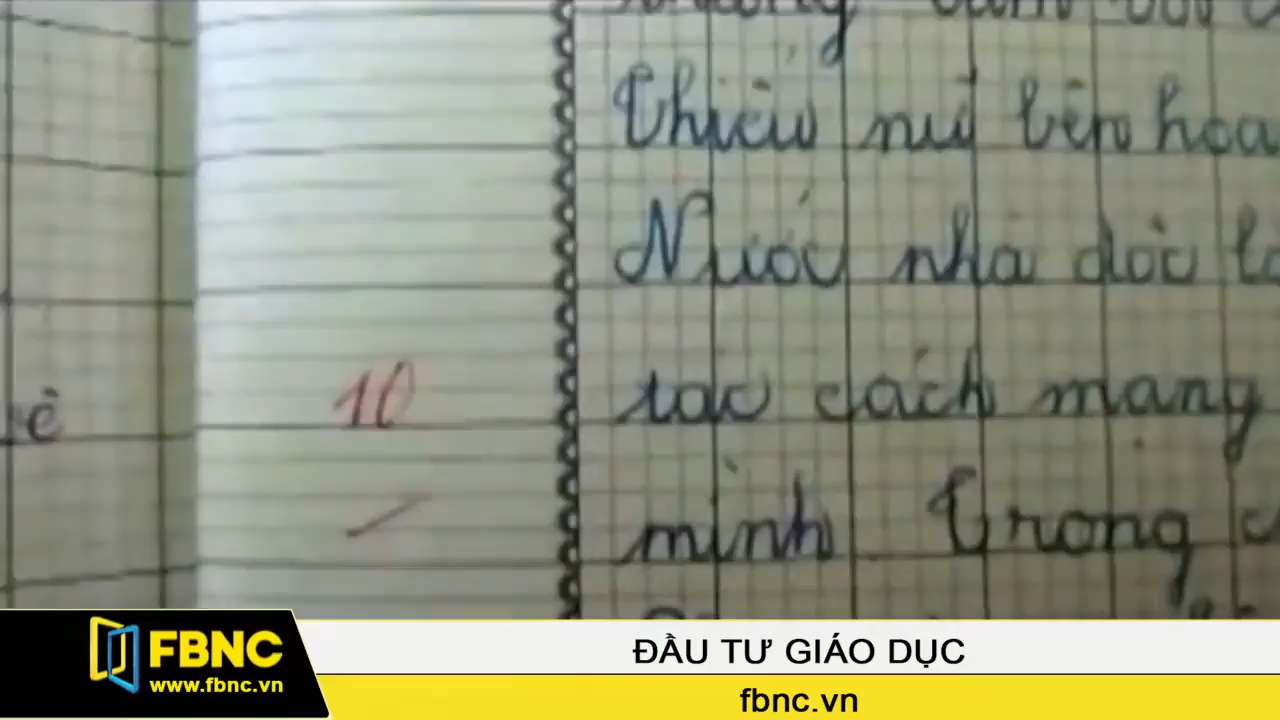 Thiếu nữ bên hoa
Nước nhà độc
tác cách mạng
mình Trong
10
FBNC
www.fbnc.vn
ĐẦU TƯ GIÁO DỤC
fbnc.vn